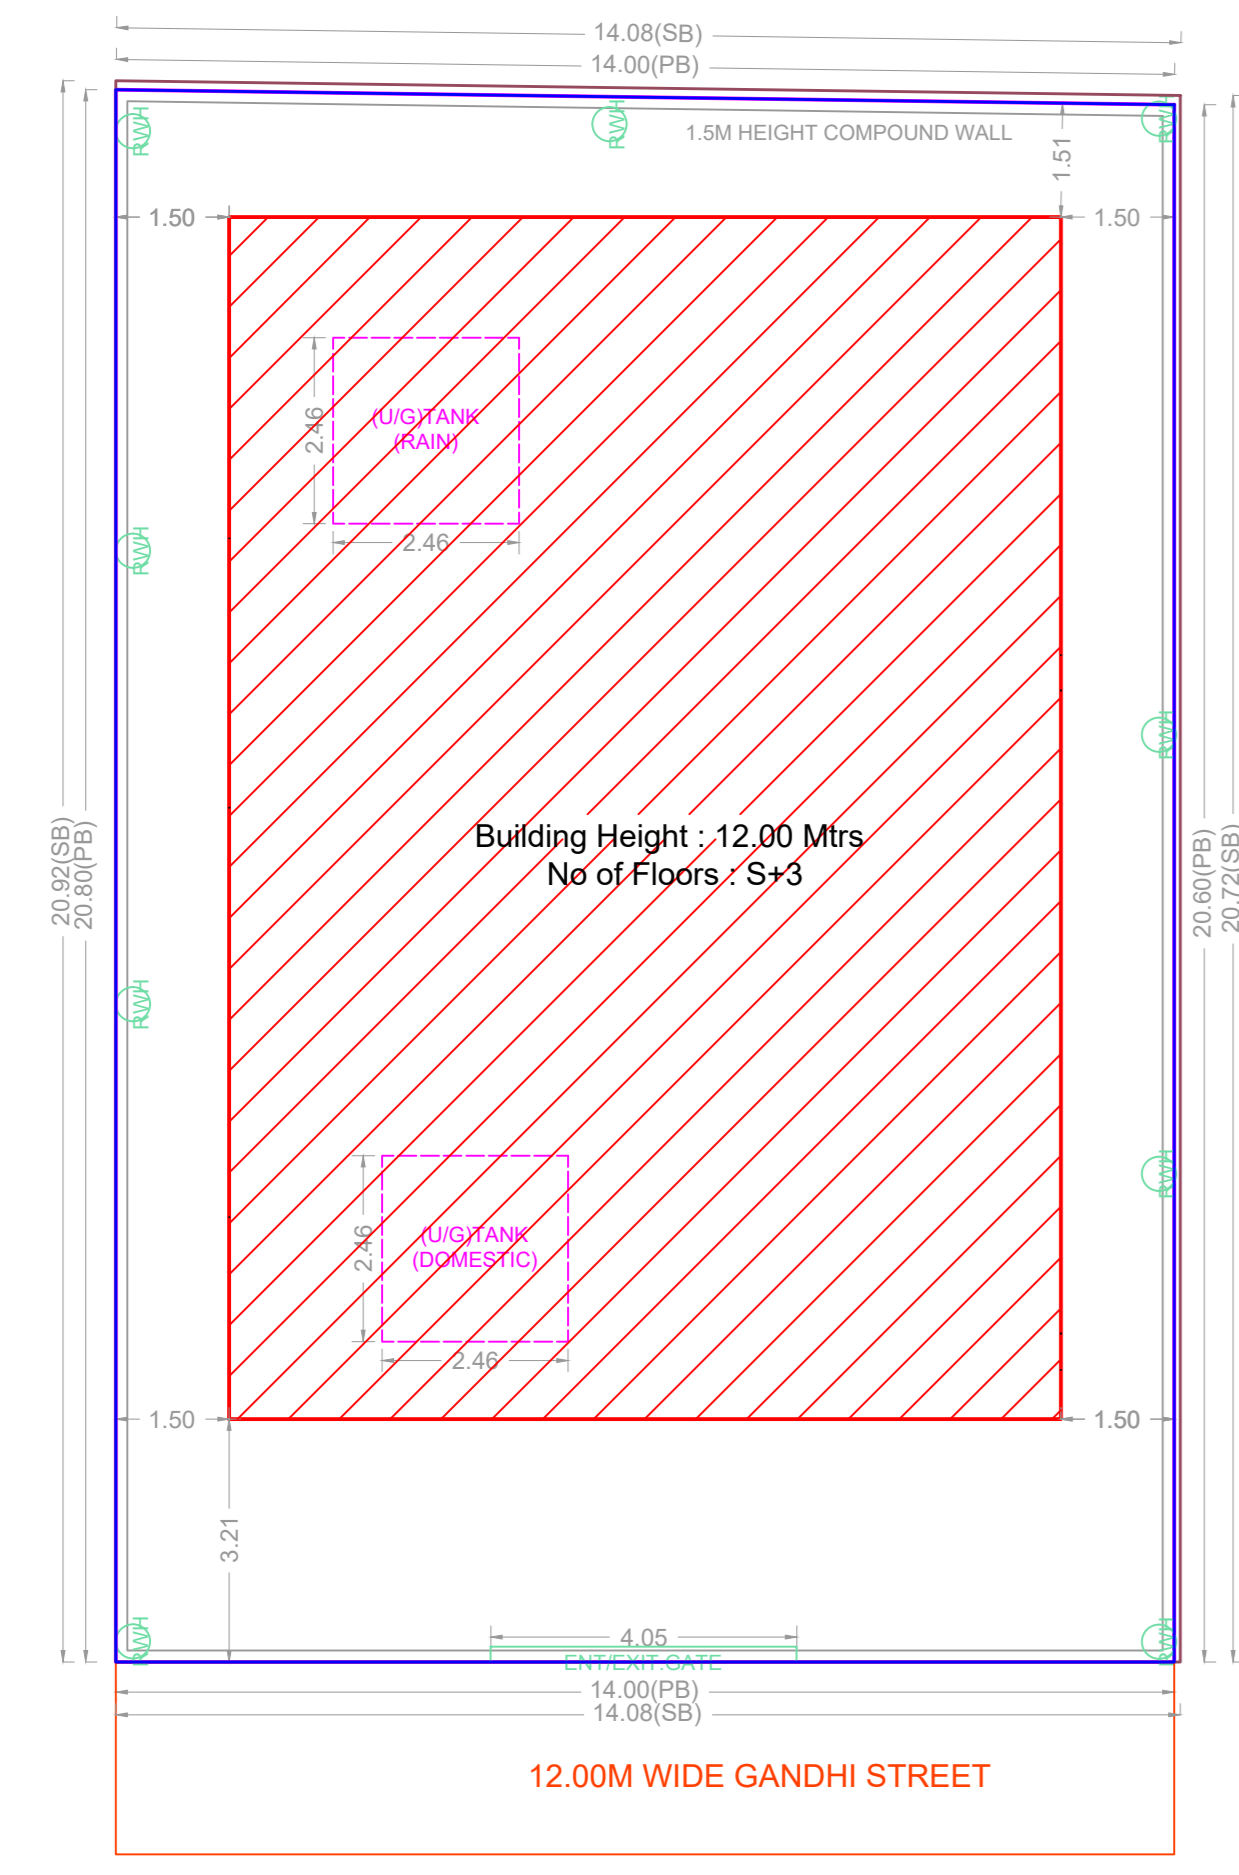 14.08(SB)
14.00(PB)
RWH
RWH
RWH
1.5M HEIGHT COMPOUND WALL
1.51
1.50
1.50
(U/G)TANK
(RAIN)
2.46
2.46
RWH
RWH
Building Height : 12.00 Mtrs
No of Floors : S+3
20.92(SB)
20.80(PB)
20.60(PB)
20.72(SB)
RWH
RWH
(U/G)TANK
(DOMESTIC)
2.46
2.46
1.50
1.50
3.21
RWH
RWH
4.05
ENT/EXIT.GATE
14.00(PB)
14.08(SB)
12.00M WIDE GANDHI STREET